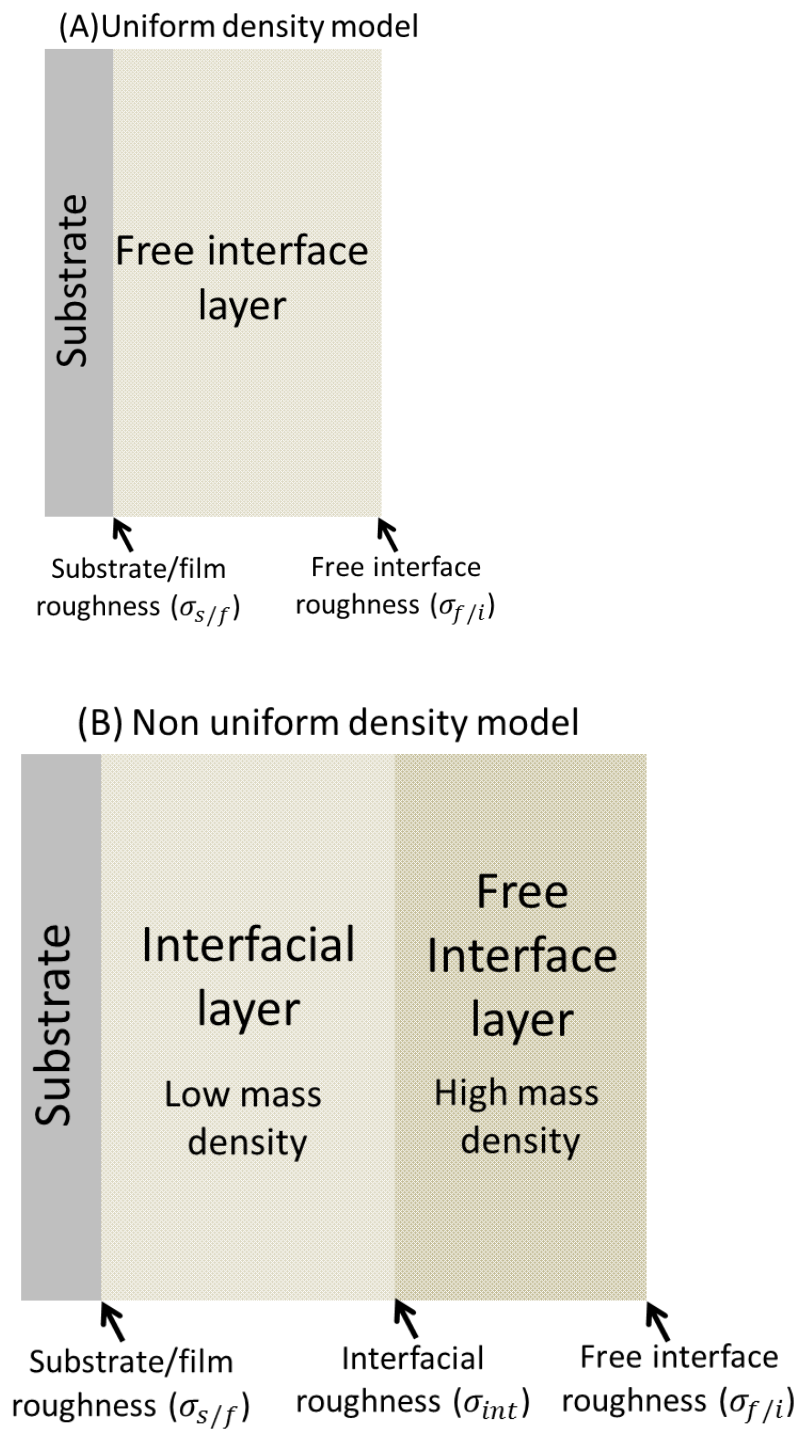 (A)Uniform density model
Substrate
Free interface
layer
Substrate/film
roughness (σs/f)
Free interface
roughness (σf/i)
(B) Non uniform density model
Substrate
Interfacial
layer
Low mass
density
Free
Interface
layer
High mass
density
Substrate/film
roughness (σs/f)
Interfacial
roughness (σint)
Free interface
roughness (σf/i)